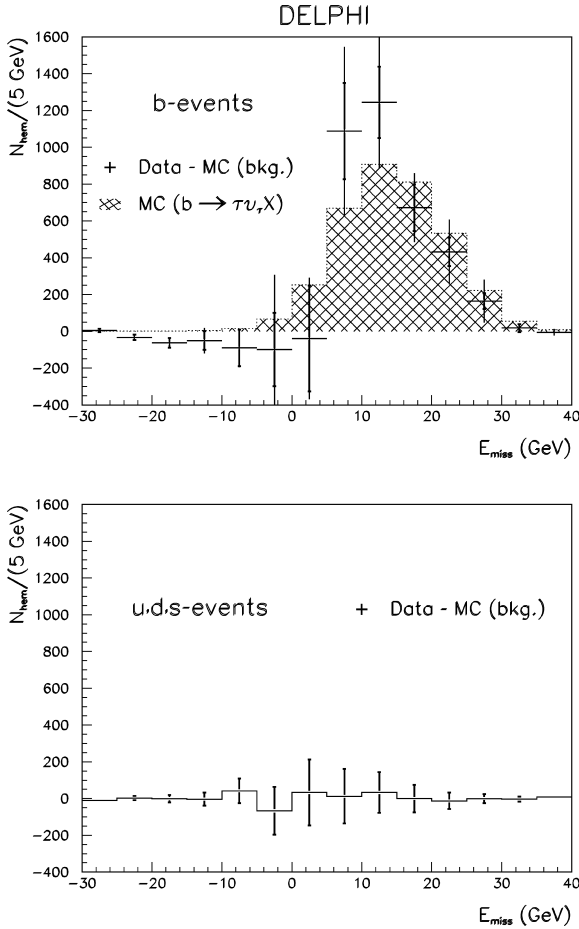 DELPHI
N_hem/(5 GeV)
1600
1400
1200
1000
800
600
400
200
0
-200
-400
b-events
Data - MC (bkg.)
MC (b → τυ_τX)
-30 -20 -10 0 10 20 30 40
E_miss (GeV)
N_hem/(5 GeV)
1600
1400
1200
1000
800
600
400
200
0
-200
-400
u,d,s-events
Data - MC (bkg.)
-30 -20 -10 0 10 20 30 40
E_miss (GeV)